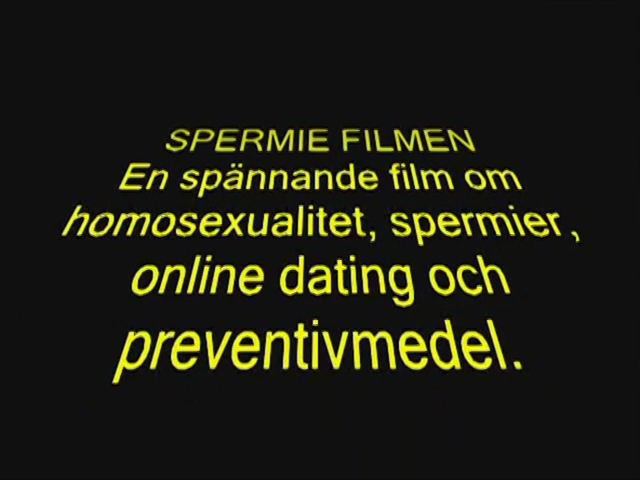 SPERMIE FILMEN
En spännande film om
homosexualitet, spermier,
online dating och
preventivmedel.